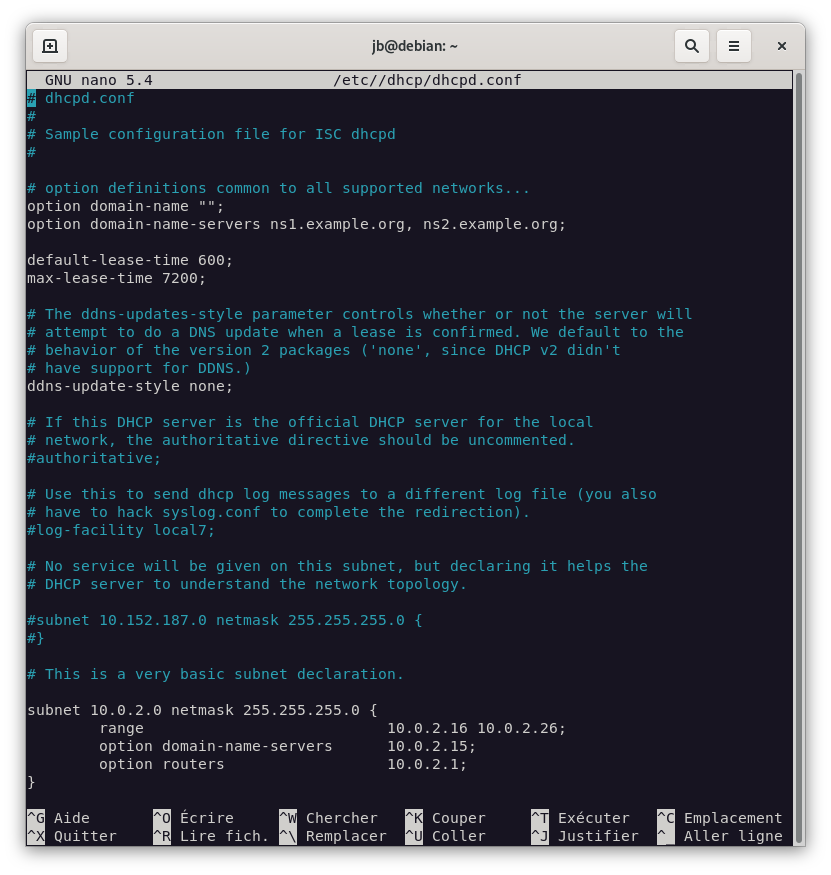 jb@debian: ~
GNU nano 5.4 /etc//dhcp/dhcpd.conf
# dhcpd.conf
#
# Sample configuration file for ISC dhcpd
#
# option definitions common to all supported networks...
option domain-name "";
option domain-name-servers ns1.example.org, ns2.example.org;
default-lease-time 600;
max-lease-time 7200;
# The ddns-updates-style parameter controls whether or not the server will
# attempt to do a DNS update when a lease is confirmed. We default to the
# behavior of the version 2 packages ('none', since DHCP v2 didn't
# have support for DDNS.)
ddns-update-style none;
# If this DHCP server is the official DHCP server for the local
# network, the authoritative directive should be uncommented.
#authoritative;
# Use this to send dhcp log messages to a different log file (you also
# have to hack syslog.conf to complete the redirection).
#log-facility local7;
# No service will be given on this subnet, but declaring it helps the
# DHCP server to understand the network topology.
#subnet 10.152.187.0 netmask 255.255.255.0 {
#}
# This is a very basic subnet declaration.
subnet 10.0.2.0 netmask 255.255.255.0 {
range 10.0.2.16 10.0.2.26;
option domain-name-servers 10.0.2.15;
option routers 10.0.2.1;
}
^G Aide ^O Écrire ^W Chercher ^K Couper ^T Exécuter ^C Emplacement
^X Quitter ^R Lire fich. ^\ Remplacer ^U Coller ^J Justifier ^_ Aller ligne